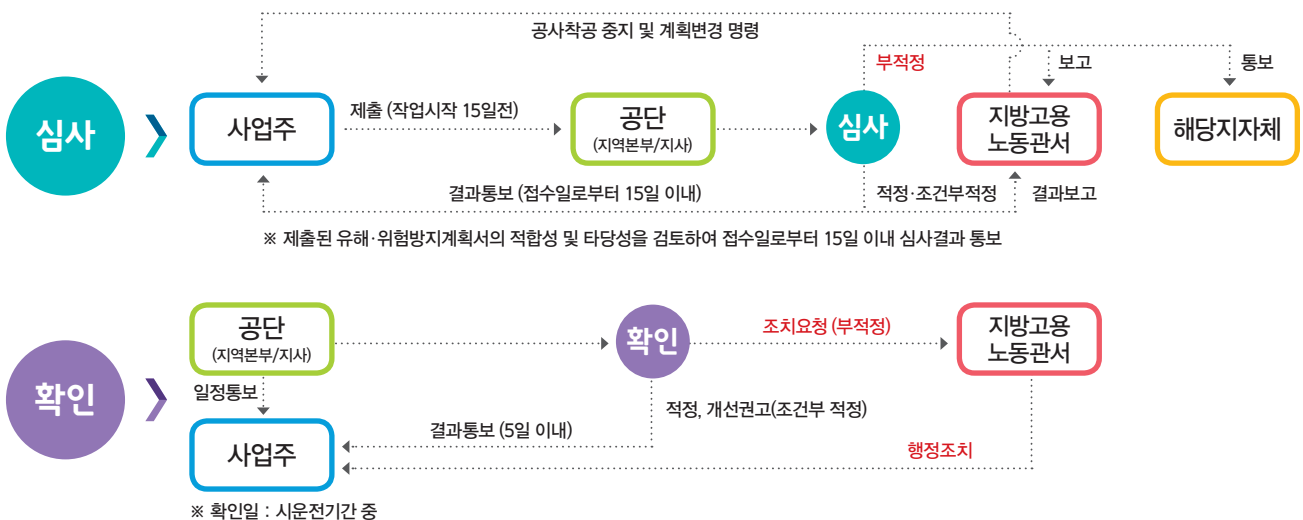 공사착공 중지 및 계획변경 명령
부적정
보고
통보
심사
사업주
제출 (작업시작 15일전)
공단
(지역본부/지사)
심사
지방고용
노동관서
해당지자체
결과통보 (접수일로부터 15일 이내)
적정·조건부적정
결과보고
※ 제출된 유해·위험방지계획서의 적합성 및 타당성을 검토하여 접수일로부터 15일 이내 심사결과 통보
확인
공단
(지역본부/지사)
확인
조치요청 (부적정)
지방고용
노동관서
일정통보
적정, 개선권고(조건부 적정)
결과통보 (5일 이내)
사업주
행정조치
※ 확인일 : 시운전기간 중